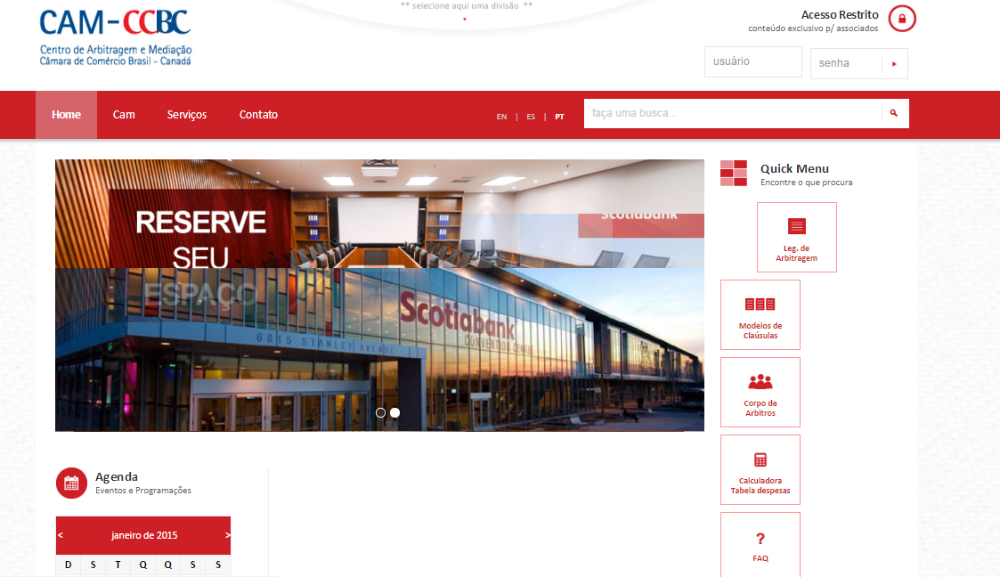 ** selecione aqui uma divisão **
CAM-CCBC
Centro de Arbitragem e Mediação
Câmara de Comércio Brasil - Canadá
Acesso Restrito
conteúdo exclusivo p/ associados
usuário
senha
Home
Cam
Serviços
Contato
EN | ES | PT
faça uma busca...
RESERVE
SEU
ESPAÇO
Scotiabank
Scotiabank
CONVENTION CENTRE
6815 STANLEY AVENUE
Quick Menu
Encontre o que procura
Leg. de
Arbitragem
Modelos de
Claúsulas
Corpo de
Arbitros
Calculadora
Tabela despesas
?
FAQ
Agenda
Eventos e Programações
< janeiro de 2015 >
D S T Q Q S S